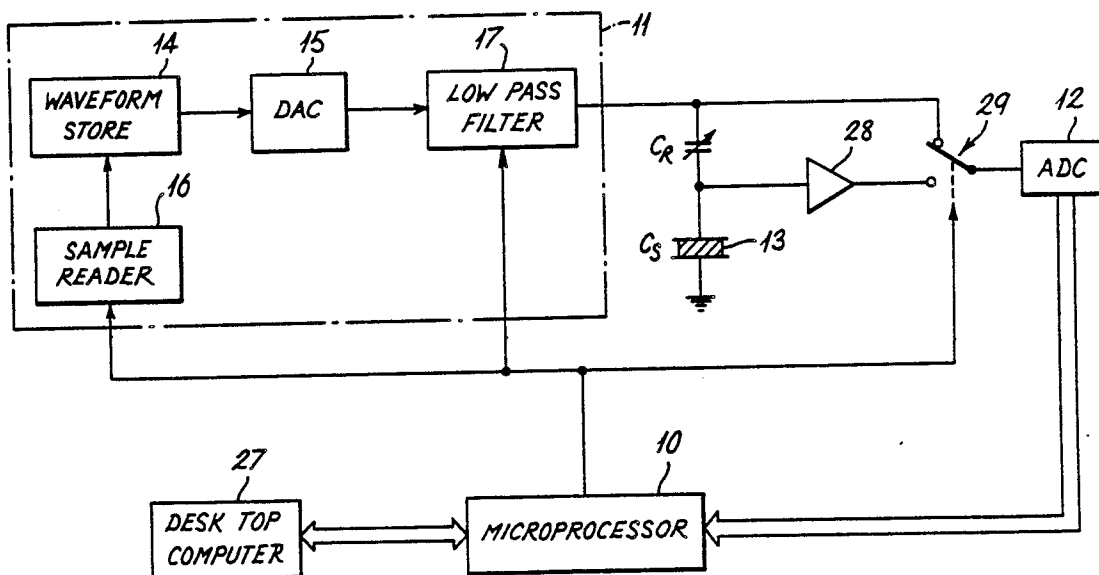 11
14
WAVEFORM
STORE
15
DAC
17
LOW PASS
FILTER
16
SAMPLE
READER
C_R
28
29
12
ADC
C_S
13
10
MICROPROCESSOR
27
DESK TOP
COMPUTER